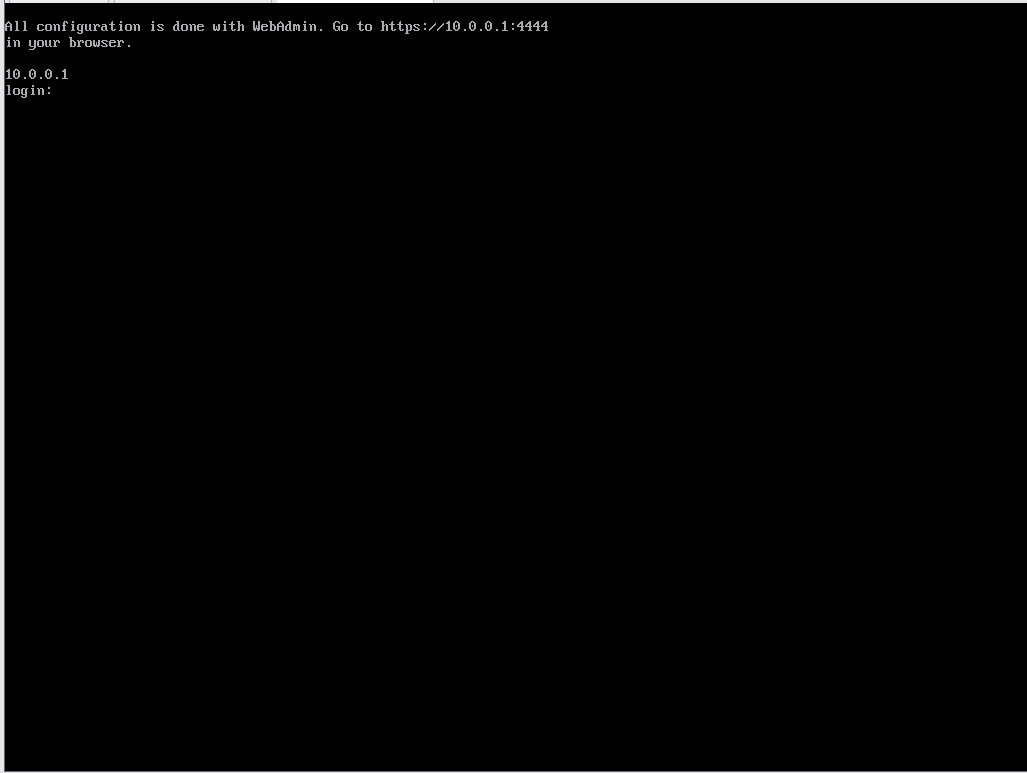 All configuration is done with WebAdmin. Go to https://10.0.0.1:4444
in your browser.
10.0.0.1
login: